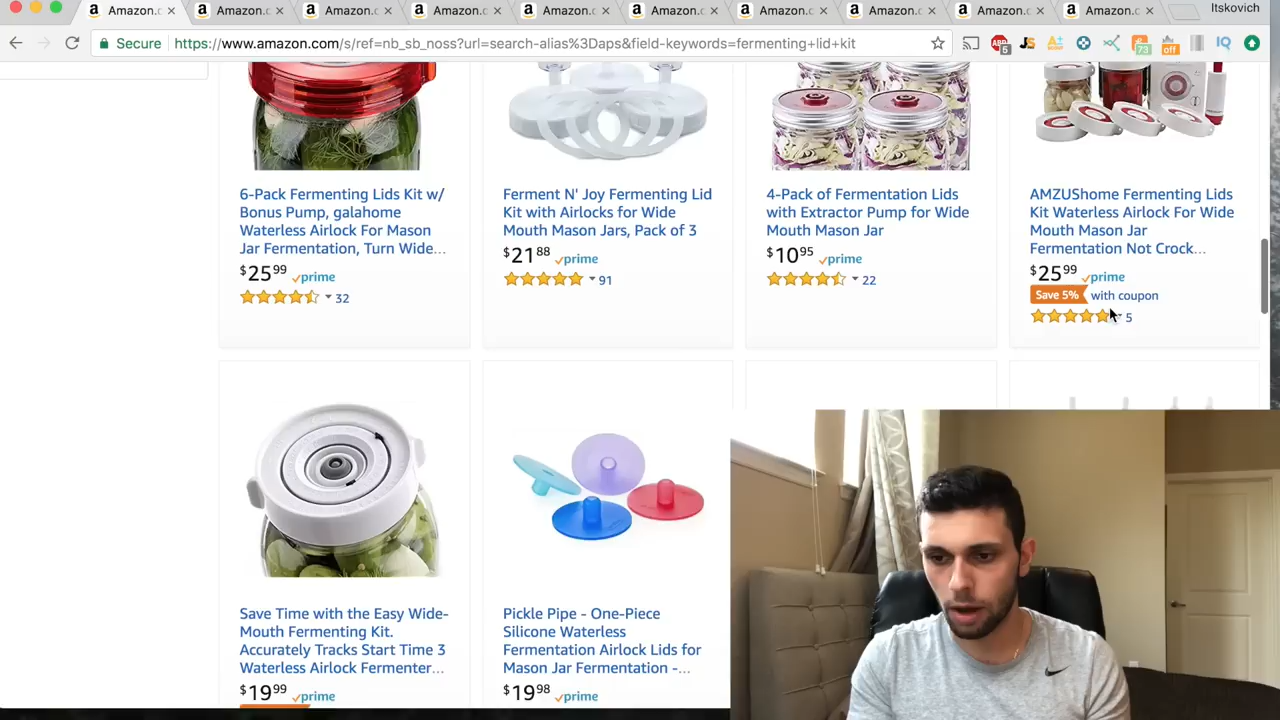 Amazon.c
Amazon.c
Amazon.c
Amazon.c
Amazon.c
Amazon.c
Amazon.c
Amazon.c
Amazon.c
Amazon.c
Itskovich
Secure https://www.amazon.com/s/ref=nb_sb_noss?url=search-alias%3Daps&field-keywords=fermenting+lid+kit
6-Pack Fermenting Lids Kit w/
Bonus Pump, galahome
Waterless Airlock For Mason
Jar Fermentation, Turn Wide...
$25 99 prime
32
Ferment N' Joy Fermenting Lid
Kit with Airlocks for Wide
Mouth Mason Jars, Pack of 3
$21 88 prime
91
4-Pack of Fermentation Lids
with Extractor Pump for Wide
Mouth Mason Jar
$10 95 prime
22
AMZUShome Fermenting Lids
Kit Waterless Airlock For Wide
Mouth Mason Jar
Fermentation Not Crock...
$25 99 prime
Save 5% with coupon
5
Save Time with the Easy Wide-
Mouth Fermenting Kit.
Accurately Tracks Start Time 3
Waterless Airlock Fermenter...
$19 99 prime
Pickle Pipe - One-Piece
Silicone Waterless
Fermentation Airlock Lids for
Mason Jar Fermentation -...
$19 98 prime